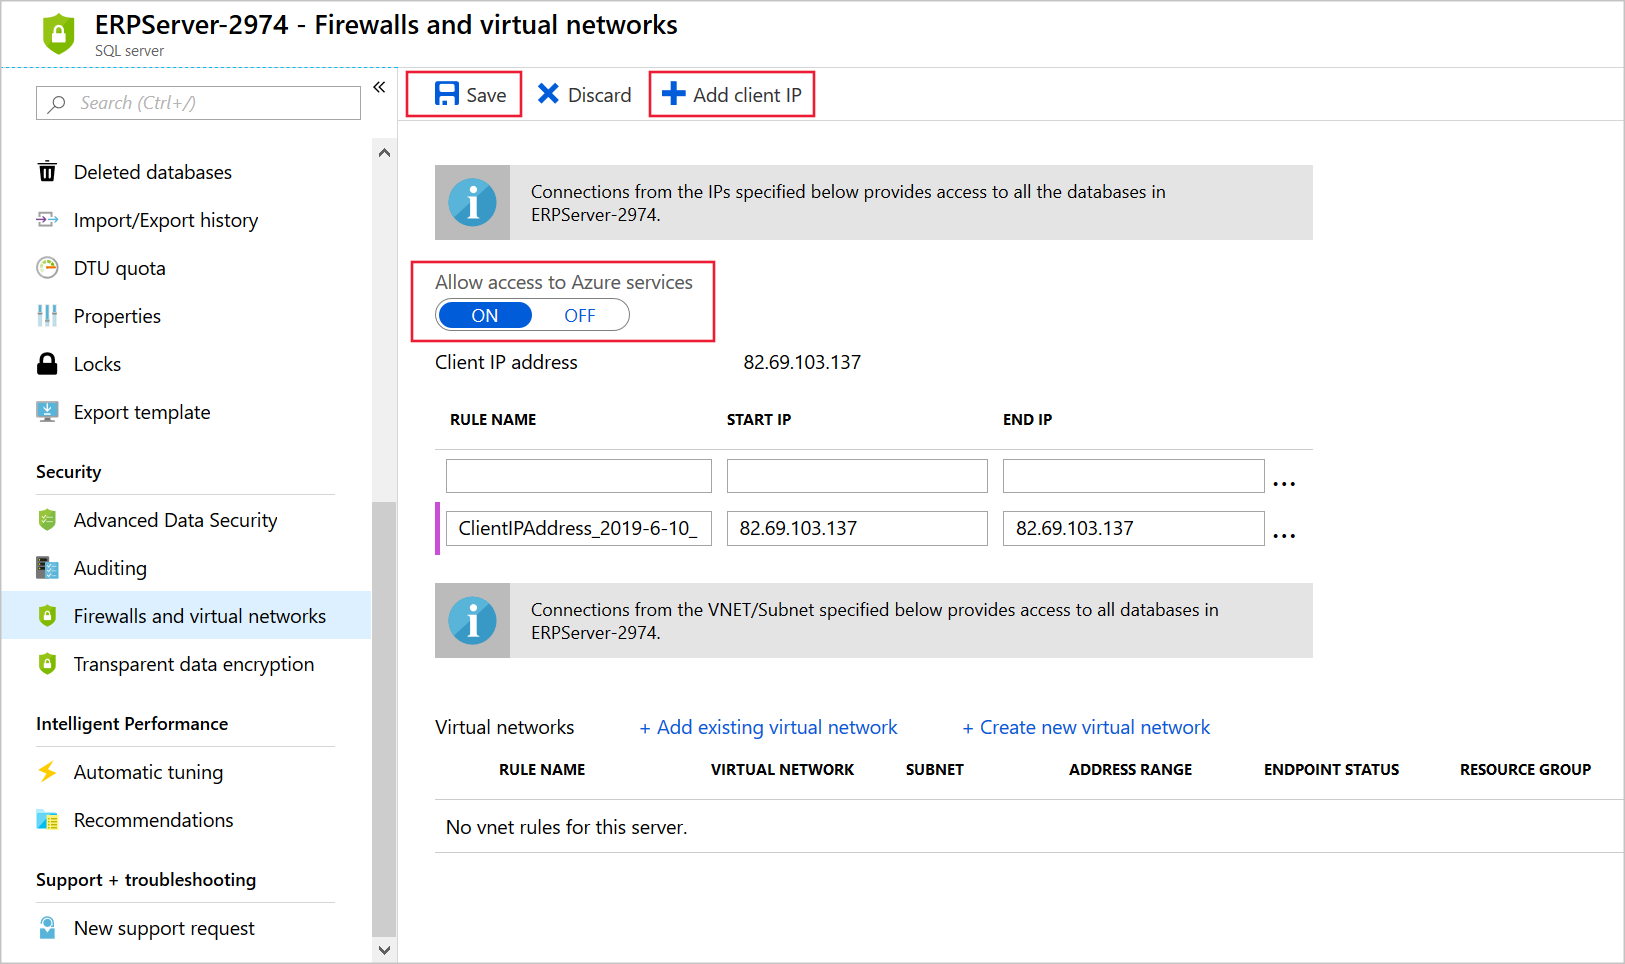 ERPServer-2974 - Firewalls and virtual networks
SQL server
Search (Ctrl+/)
«
Save
Discard
Add client IP
Deleted databases
Import/Export history
DTU quota
Properties
Locks
Export template
Security
Advanced Data Security
Auditing
Firewalls and virtual networks
Transparent data encryption
Intelligent Performance
Automatic tuning
Recommendations
Support + troubleshooting
New support request
Connections from the IPs specified below provides access to all the databases in
ERPServer-2974.
Allow access to Azure services
ON OFF
Client IP address 82.69.103.137
RULE NAME START IP END IP
...
ClientIPAddress_2019-6-10_ 82.69.103.137 82.69.103.137 ...
Connections from the VNET/Subnet specified below provides access to all databases in
ERPServer-2974.
Virtual networks + Add existing virtual network + Create new virtual network
RULE NAME VIRTUAL NETWORK SUBNET ADDRESS RANGE ENDPOINT STATUS RESOURCE GROUP
No vnet rules for this server.